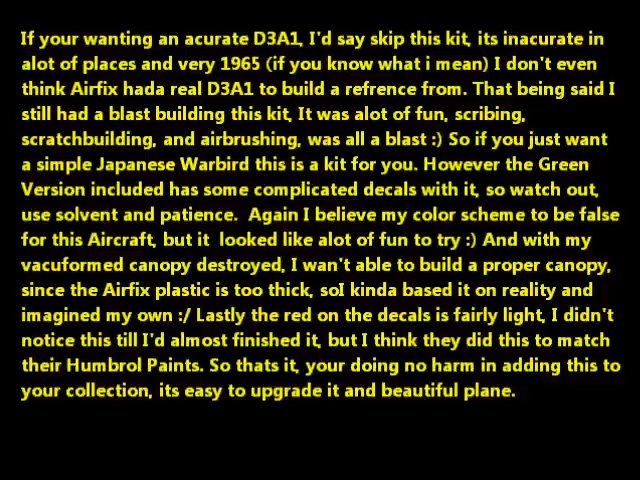 If your wanting an acurate D3A1, I'd say skip this kit, its inacurate in
alot of places and very 1965 (if you know what i mean) I don't even
think Airfix hada real D3A1 to build a refrence from. That being said I
still had a blast building this kit, It was alot of fun, scribing,
scratchbuilding, and airbrushing, was all a blast :) So if you just want
a simple Japanese Warbird this is a kit for you. However the Green
Version included has some complicated decals with it, so watch out,
use solvent and patience.  Again I believe my color scheme to be false
for this Aircraft, but it  looked like alot of fun to try :) And with my
vacuformed canopy destroyed, I wan't able to build a proper canopy,
since the Airfix plastic is too thick, soI kinda based it on reality and
imagined my own :/ Lastly the red on the decals is fairly light, I didn't
notice this till I'd almost finished it, but I think they did this to match
their Humbrol Paints. So thats it, your doing no harm in adding this to
your collection, its easy to upgrade it and beautiful plane.